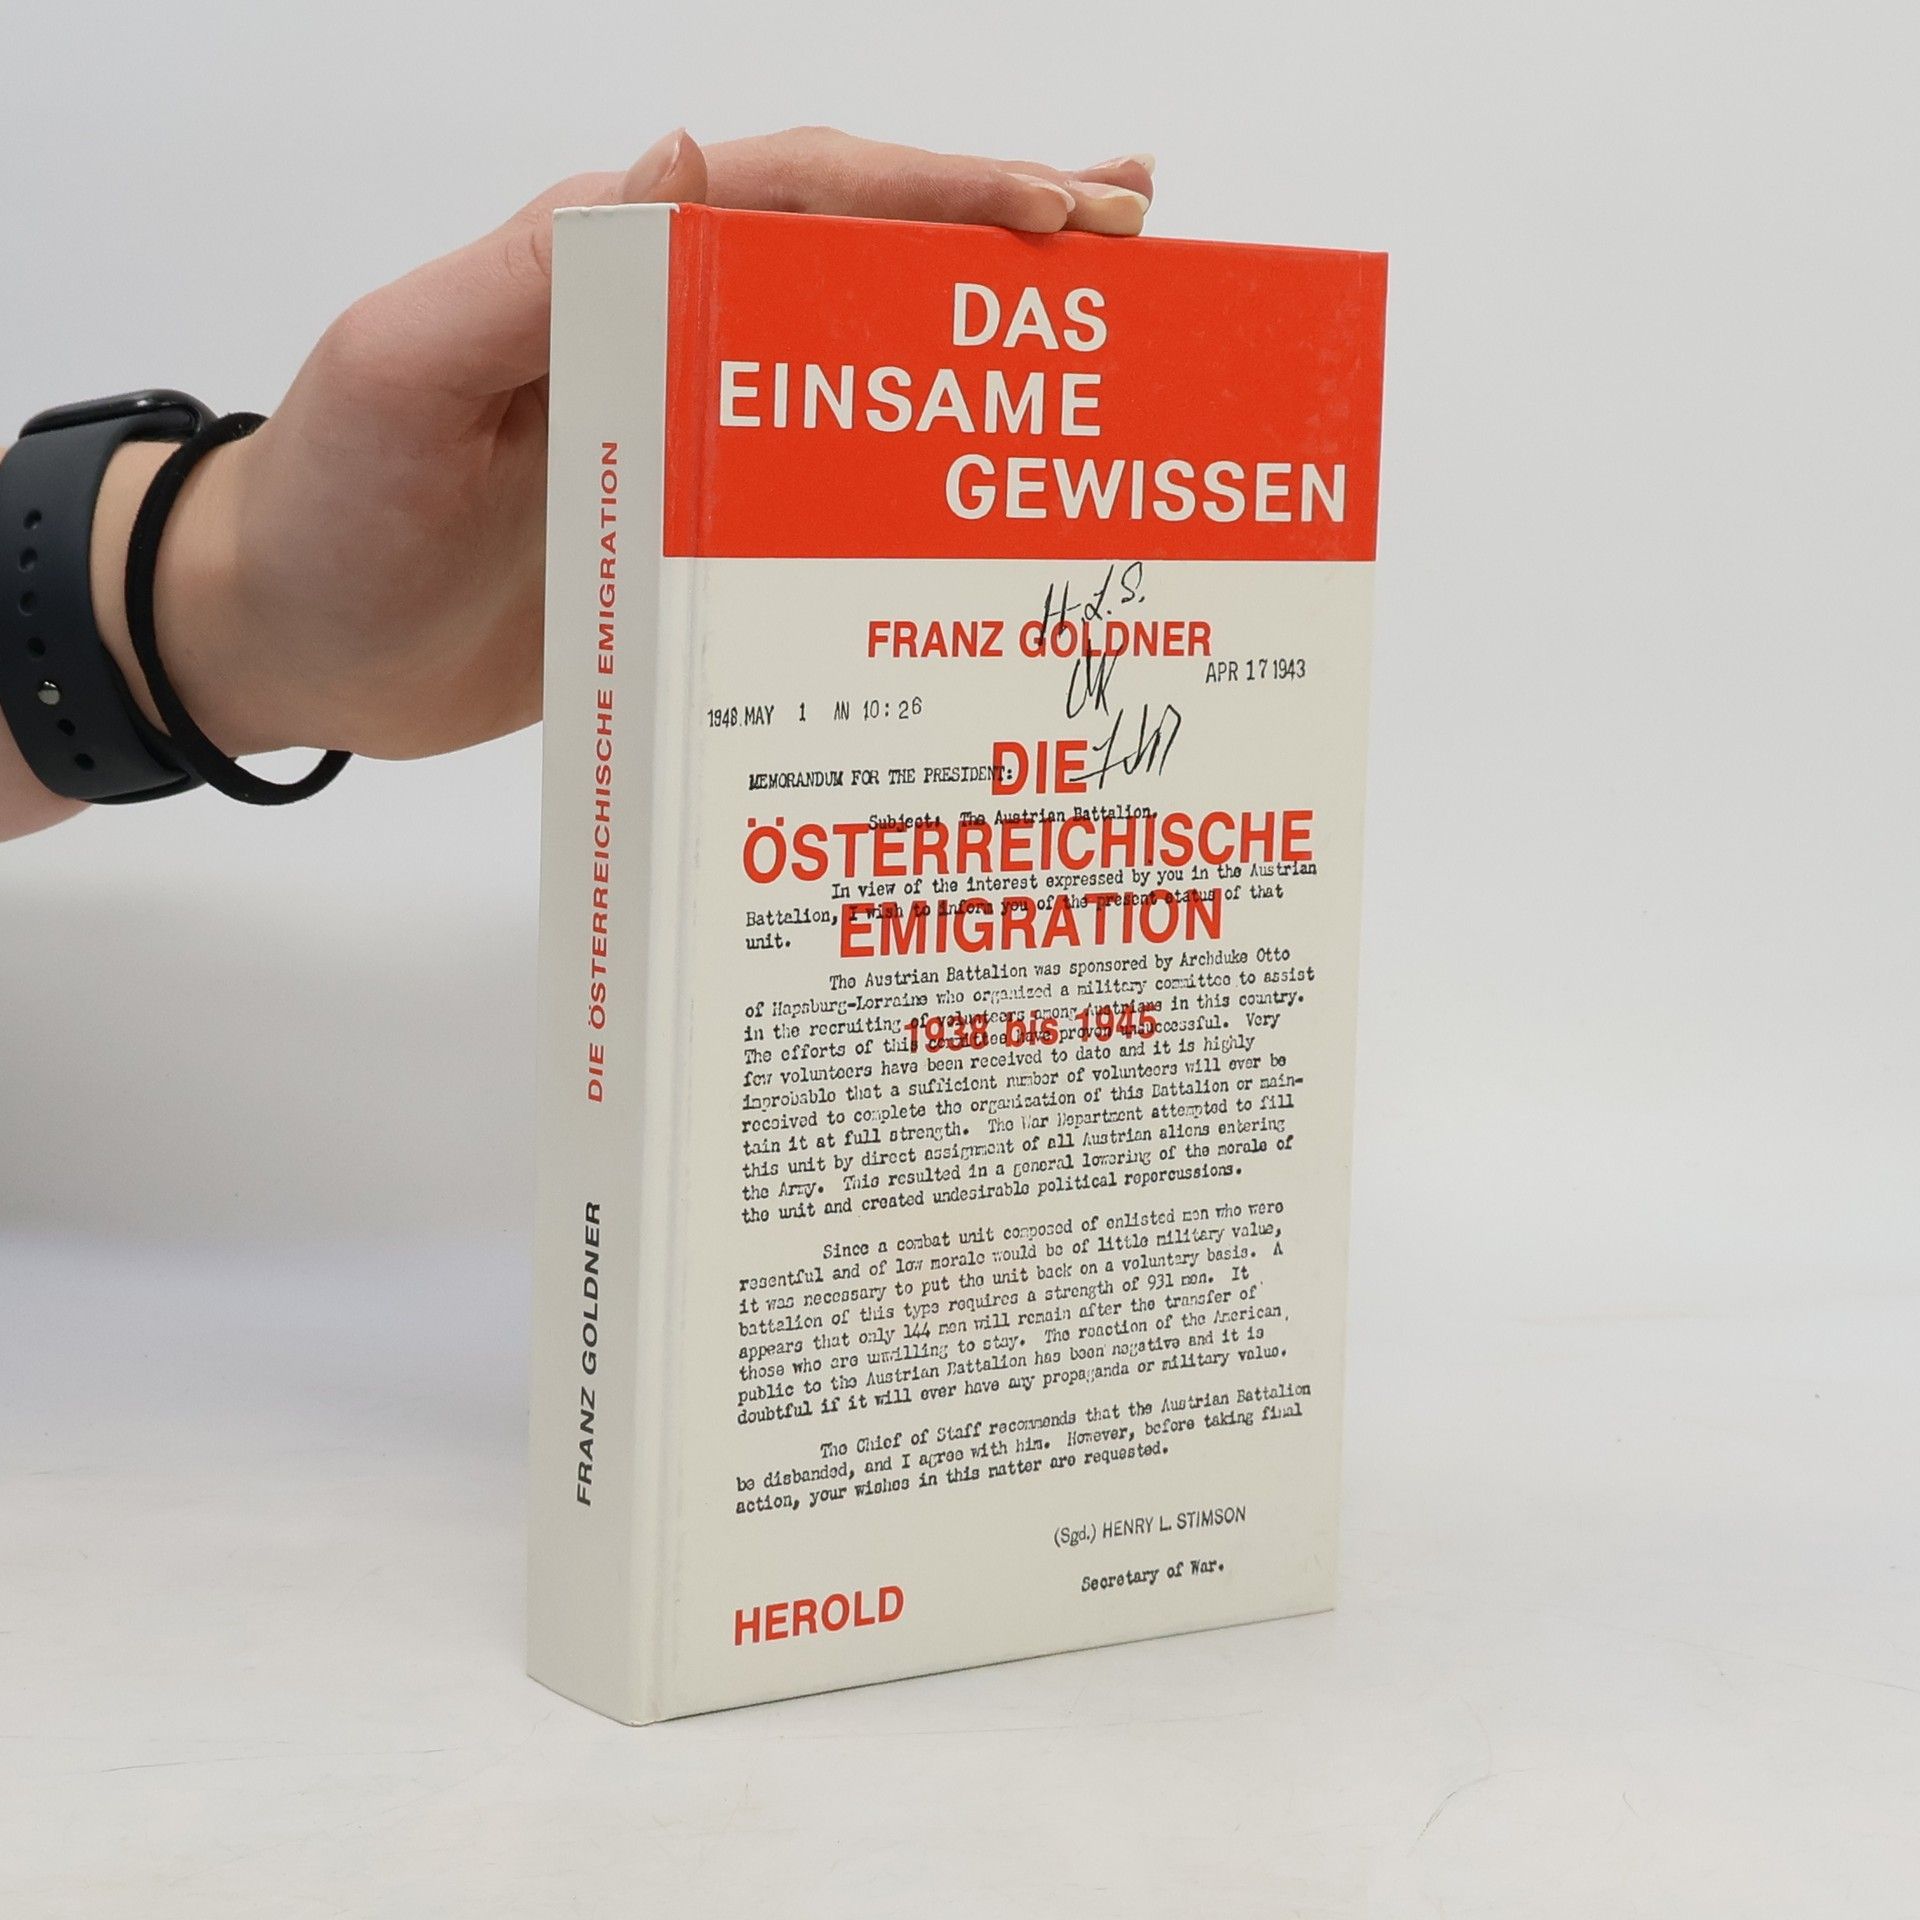 DIE ÖSTERREICHISCHE EMIGRATION
FRANZ GOLDNER
DAS
EINSAME
GEWISSEN
H.L.S.
FRANZ GOLDNER
OK
APR 17 1943
1943 MAY 1 AN 10:26
DIE
MEMORANDUM FOR THE PRESIDENT:
Subject: The Austrian Battalion.
ÖSTERREICHISCHE
In view of the interest expressed by you in the Austrian
Battalion, I wish to inform you of the present status of that
unit.
EMIGRATION
The Austrian Battalion was sponsored by Archduke Otto
of Hapsburg-Lorraine who organized a military committee to assist
in the recruiting of volunteers among Austrians in this country.
1938 bis 1945
The efforts of this committee have proven unsuccessful. Very
few volunteers have been received to date and it is highly
improbable that a sufficient number of volunteers will ever be
received to complete the organization of this Battalion or main-
tain it at full strength. The War Department attempted to fill
this unit by direct assignment of all Austrian aliens entering
the Army. This resulted in a general lowering of the morale of
the unit and created undesirable political repercussions.
Since a combat unit composed of enlisted men who were
resentful and of low morale would be of little military value,
it was necessary to put the unit back on a voluntary basis. A
battalion of this type requires a strength of 931 men. It
appears that only 144 men will remain after the transfer of
those who are unwilling to stay. The reaction of the American
public to the Austrian Battalion has been negative and it is
doubtful if it will ever have any propaganda or military value.
The Chief of Staff recommends that the Austrian Battalion
be disbanded, and I agree with him. However, before taking final
action, your wishes in this matter are requested.
(Sgd.) HENRY L. STIMSON
Secretary of War.
HEROLD